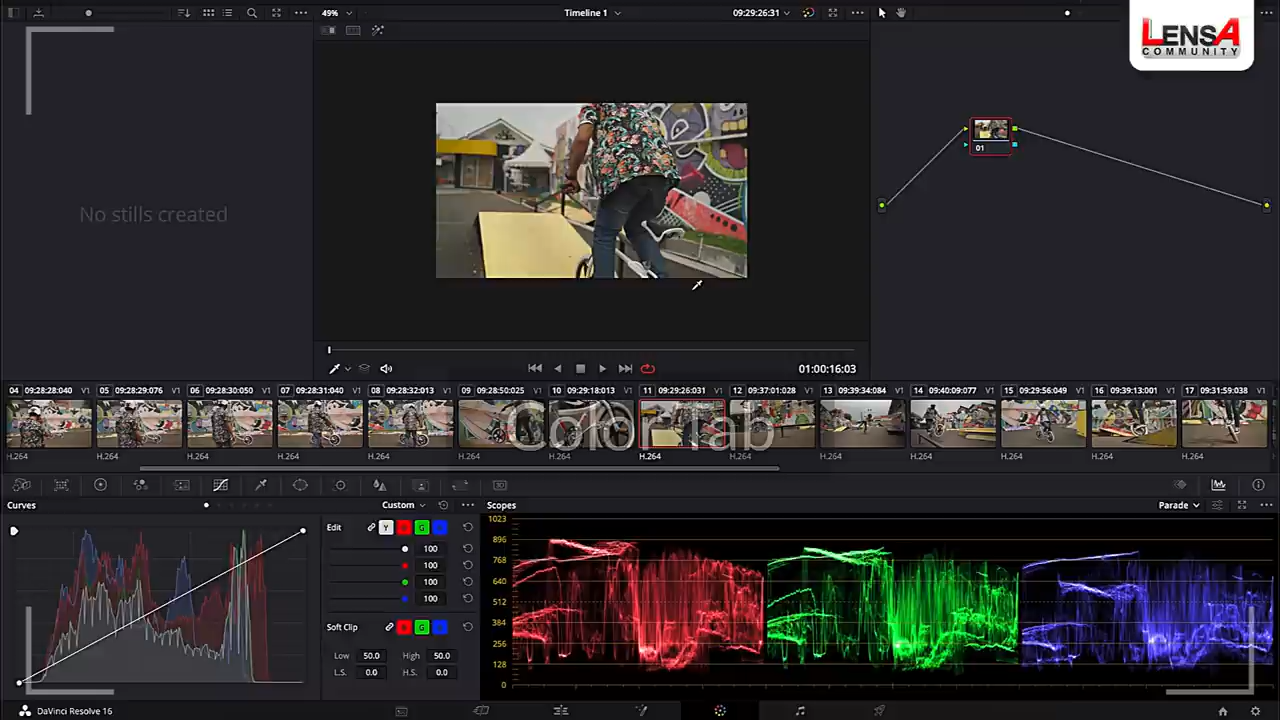 49%
Timeline 1
09:29:26:31
LENSA
COMMUNITY
No stills created
01
01:00:16:03
04 09:28:28:040 V1
05 09:28:29:076 V1
06 09:28:30:050 V1
07 09:28:31:040 V1
08 09:28:32:013 V1
09 09:28:50:025 V1
10 09:29:18:013 V1
11 09:29:26:031 V1
12 09:37:01:028 V1
13 09:39:34:084 V1
14 09:40:09:077 V1
15 09:29:56:049 V1
16 09:39:13:001 V1
17 09:31:59:038 V1
Color Tab
H.264 H.264 H.264 H.264 H.264 H.264 H.264 H.264 H.264 H.264 H.264 H.264 H.264 H.264
Curves
Custom
Scopes
Parade
Edit Y R G B
100
100
100
100
Soft Clip R G B
Low 50.0 High 50.0
L.S. 0.0 H.S. 0.0
1023
896
768
640
512
384
256
128
0
DaVinci Resolve 16